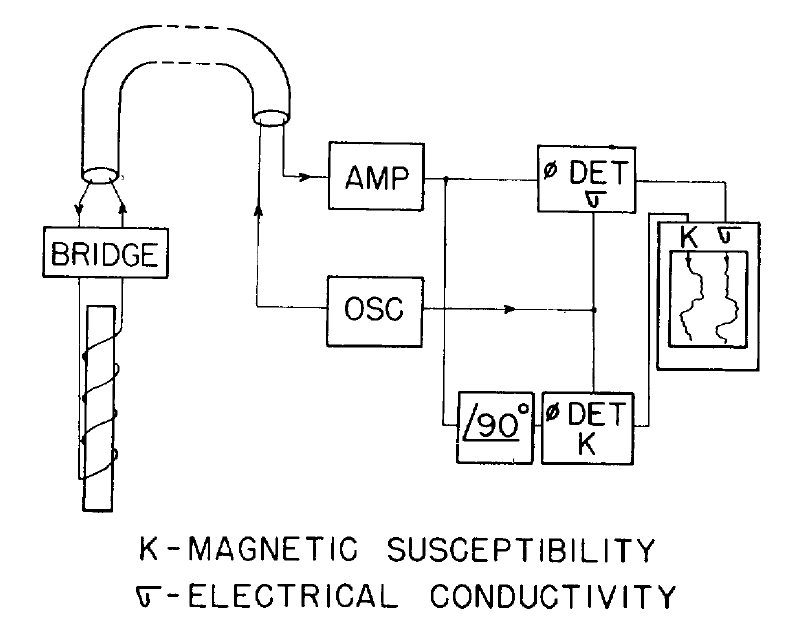 AMP
Ø DET
σ
K σ
BRIDGE
OSC
/90°
Ø DET
K
K - MAGNETIC SUSCEPTIBILITY
σ - ELECTRICAL CONDUCTIVITY